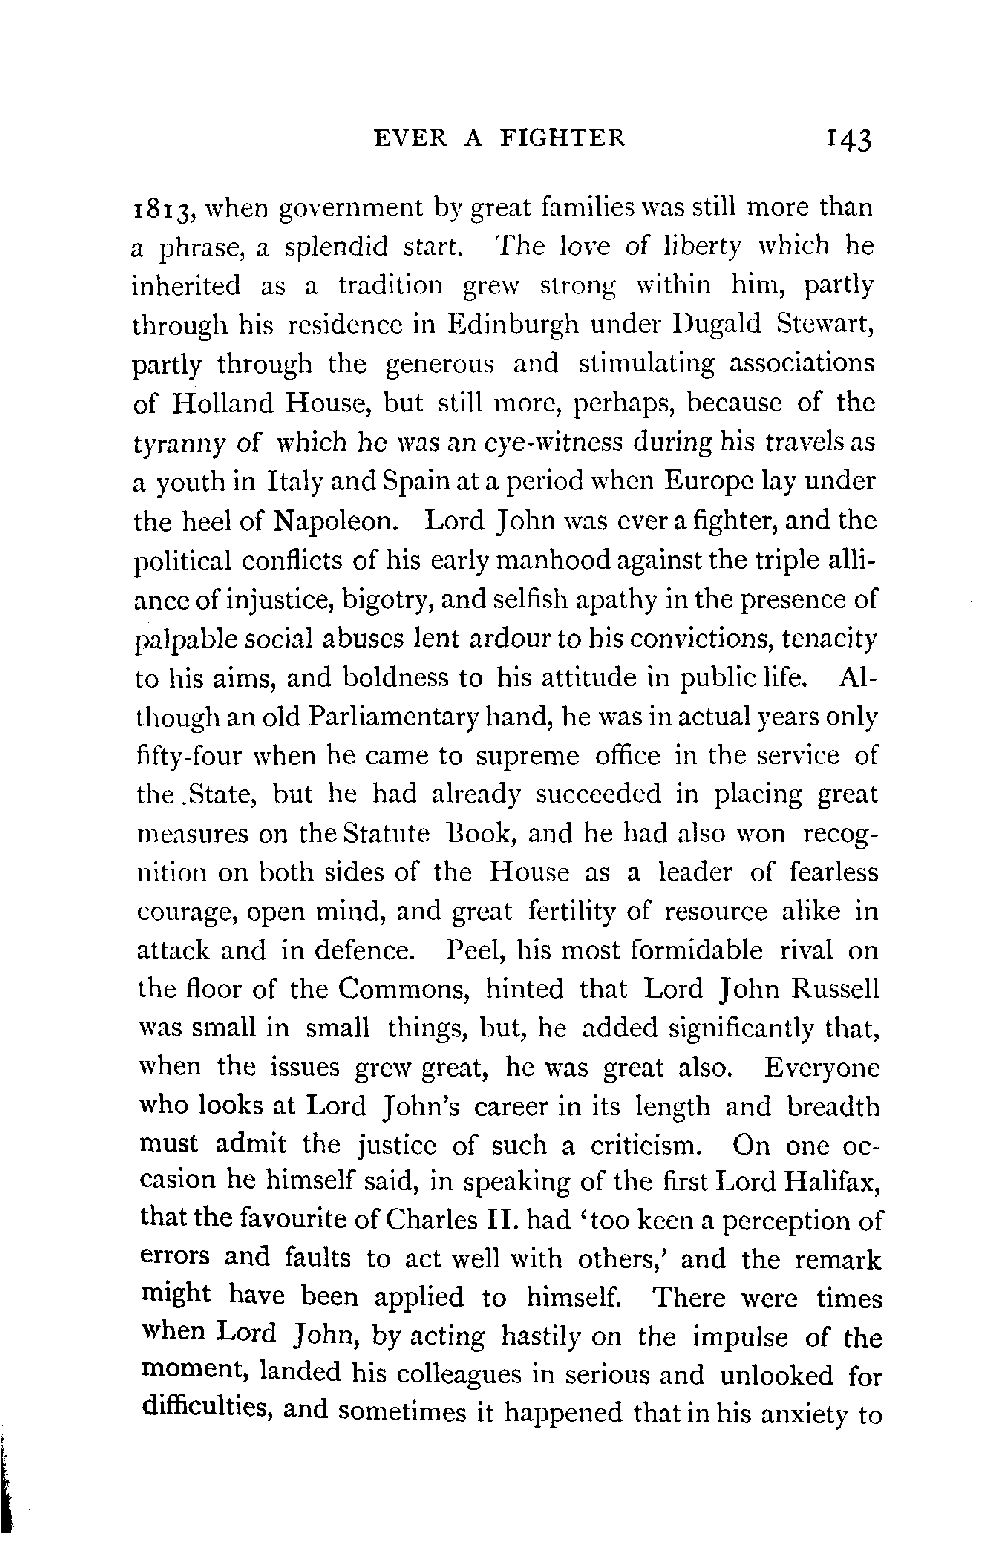 EVER A FIGHTER 143
1813, when government by great families was still more than
a phrase, a splendid start. The love of liberty which he
inherited as a tradition grew strong within him, partly
through his residence in Edinburgh under Dugald Stewart,
partly through the generous and stimulating associations
of Holland House, but still more, perhaps, because of the
tyranny of which he was an eye-witness during his travels as
a youth in Italy and Spain at a period when Europe lay under
the heel of Napoleon. Lord John was ever a fighter, and the
political conflicts of his early manhood against the triple alli-
ance of injustice, bigotry, and selfish apathy in the presence of
palpable social abuses lent ardour to his convictions, tenacity
to his aims, and boldness to his attitude in public life. Al-
though an old Parliamentary hand, he was in actual years only
fifty-four when he came to supreme office in the service of
the .State, but he had already succeeded in placing great
measures on the Statute Book, and he had also won recog-
nition on both sides of the House as a leader of fearless
courage, open mind, and great fertility of resource alike in
attack and in defence. Peel, his most formidable rival on
the floor of the Commons, hinted that Lord John Russell
was small in small things, but, he added significantly that,
when the issues grew great, he was great also. Everyone
who looks at Lord John's career in its length and breadth
must admit the justice of such a criticism. On one oc-
casion he himself said, in speaking of the first Lord Halifax,
that the favourite of Charles II. had ‘too keen a perception of
errors and faults to act well with others,’ and the remark
might have been applied to himself. There were times
when Lord John, by acting hastily on the impulse of the
moment, landed his colleagues in serious and unlooked for
difficulties, and sometimes it happened that in his anxiety to